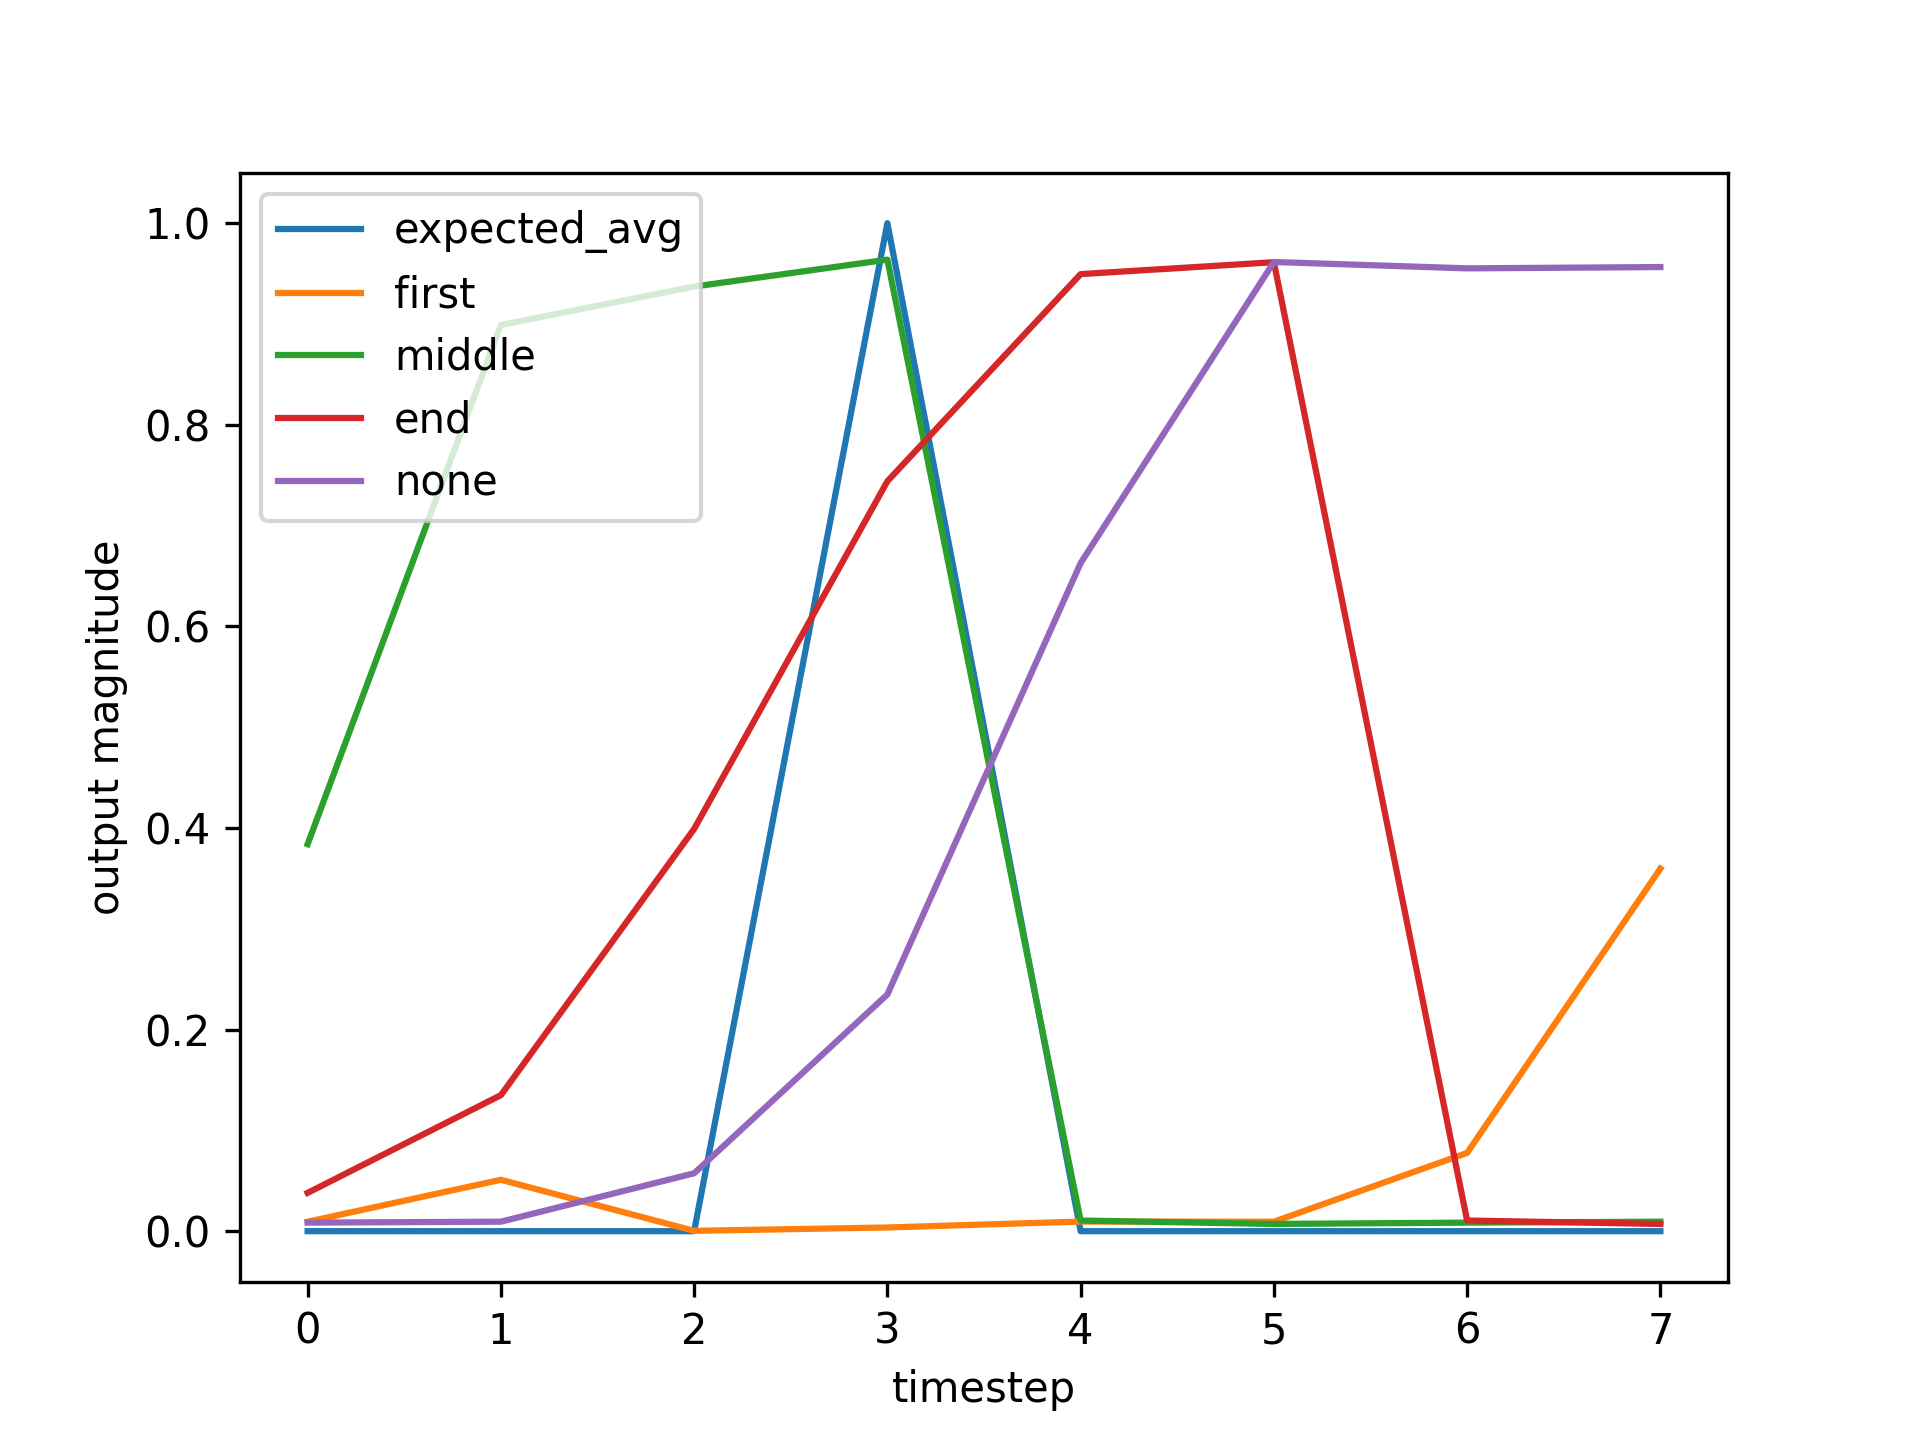 expected_avg
first
middle
end
none
1.0
0.8
0.6
0.4
0.2
0.0
output magnitude
0 1 2 3 4 5 6 7
timestep